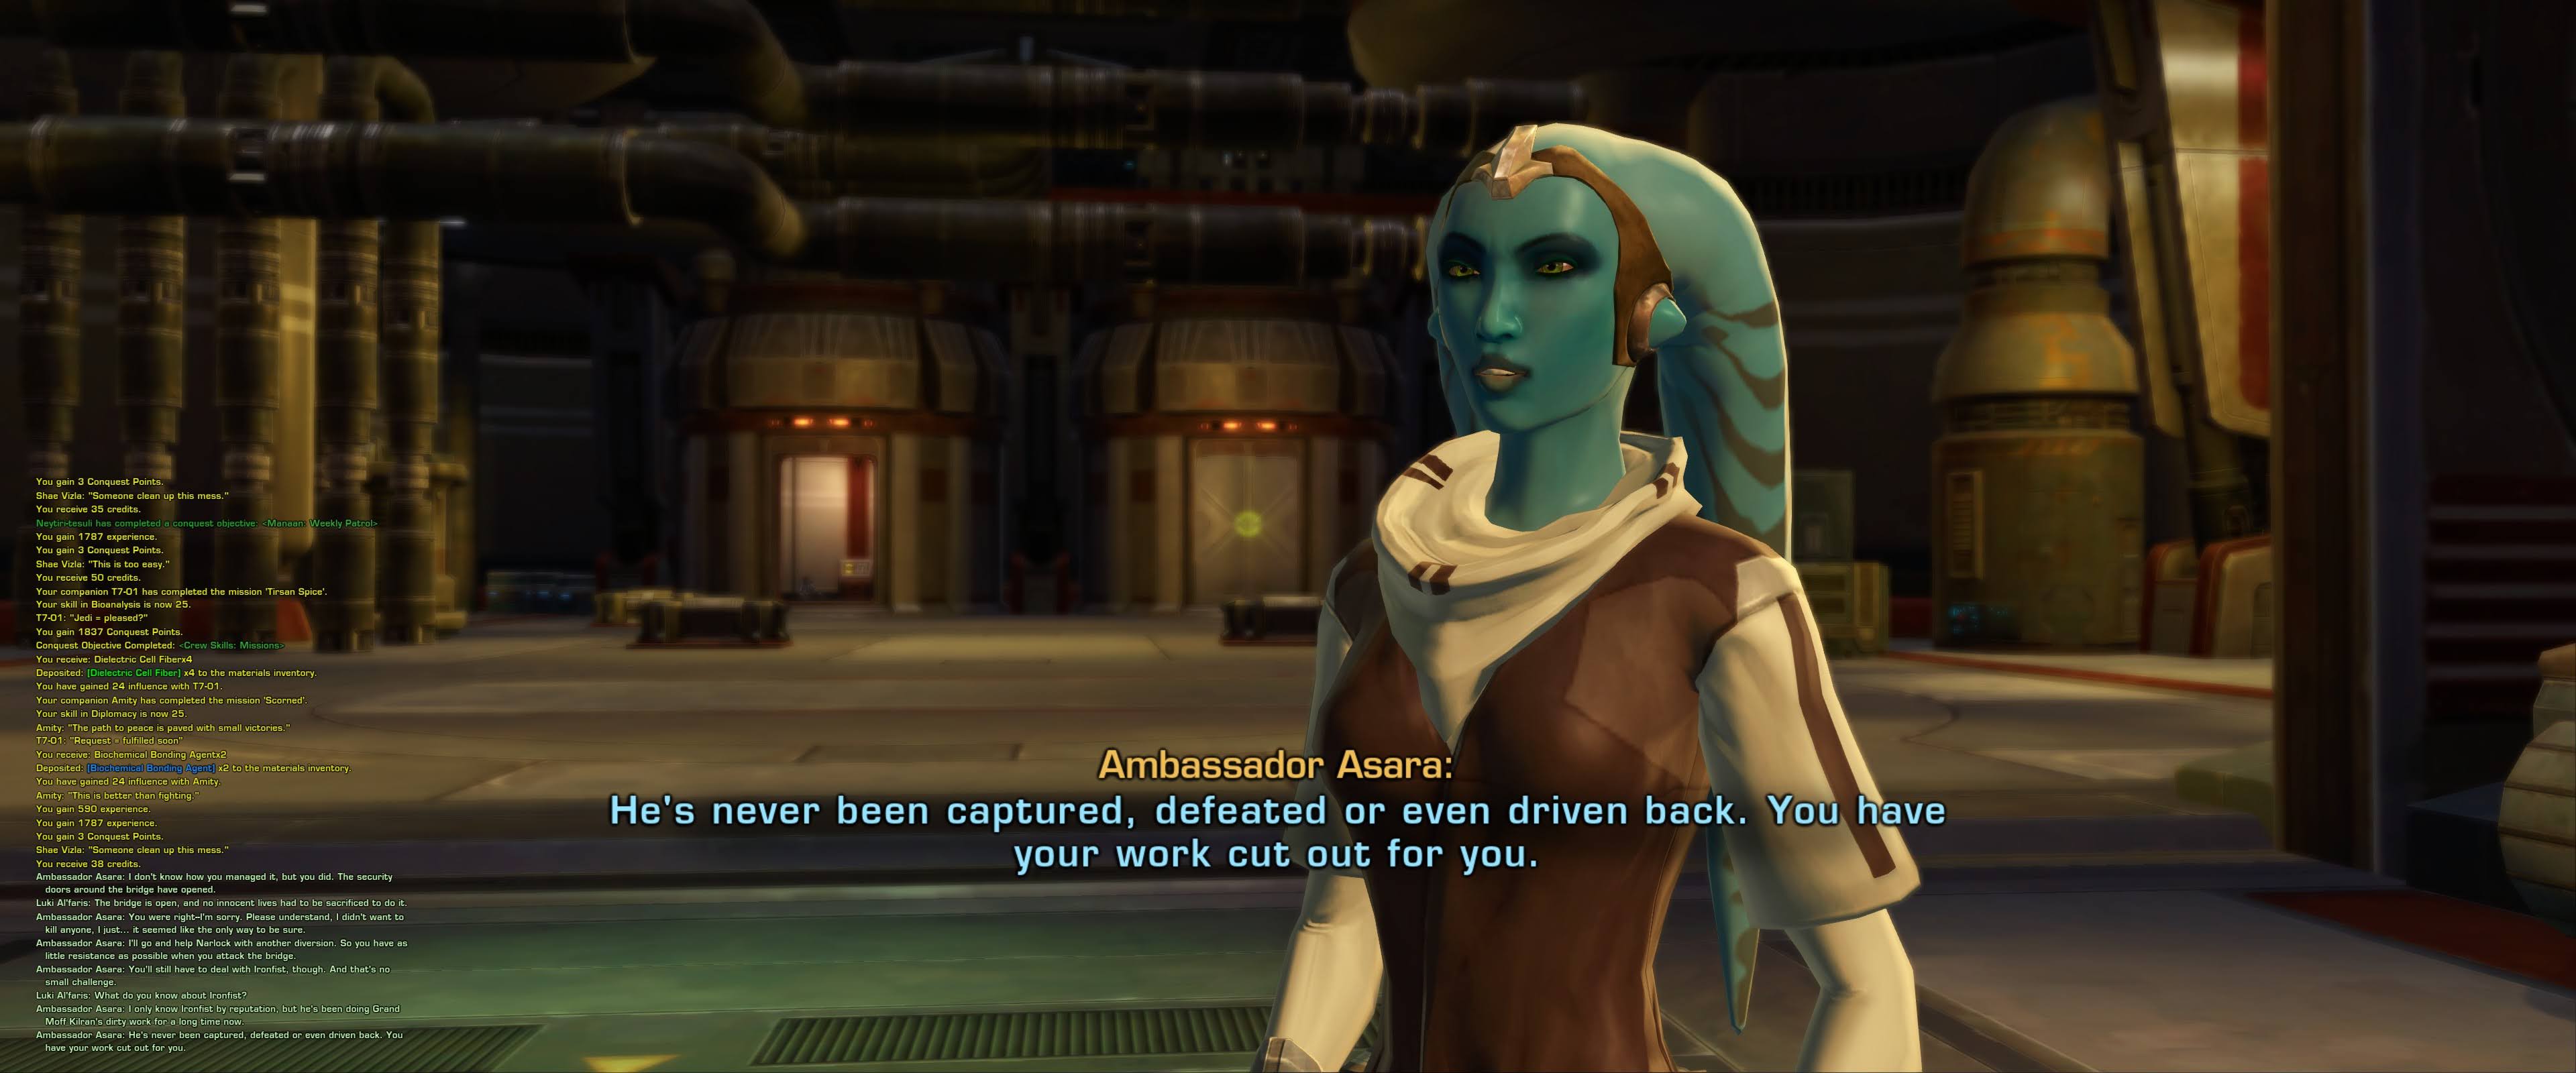 You gain 3 Conquest Points.
Shae Vizla: "Someone clean up this mess."
You receive 35 credits.
Neytiri-tesuli has completed a conquest objective: <Manaan: Weekly Patrol>
You gain 1787 experience.
You gain 3 Conquest Points.
Shae Vizla: "This is too easy."
You receive 50 credits.
Your companion T7-01 has completed the mission 'Tirsan Spice'.
Your skill in Bioanalysis is now 25.
T7-01: "Jedi = pleased?"
You gain 1837 Conquest Points.
Conquest Objective Completed: <Crew Skills: Missions>
You receive: Dielectric Cell Fiberx4
Deposited: [Dielectric Cell Fiber] x4 to the materials inventory.
You have gained 24 influence with T7-01.
Your companion Amity has completed the mission 'Scorned'.
Your skill in Diplomacy is now 25.
Amity: "The path to peace is paved with small victories."
T7-01: "Request = fulfilled soon"
You receive: Biochemical Bonding Agentx2
Deposited: [Biochemical Bonding Agent] x2 to the materials inventory.
You have gained 24 influence with Amity.
Amity: "This is better than fighting."
You gain 590 experience.
You gain 1787 experience.
You gain 3 Conquest Points.
Shae Vizla: "Someone clean up this mess."
You receive 38 credits.
Ambassador Asara: I don't know how you managed it, but you did. The security
doors around the bridge have opened.
Luki Al'faris: The bridge is open, and no innocent lives had to be sacrificed to do it.
Ambassador Asara: You were right–I'm sorry. Please understand, I didn't want to
kill anyone, I just... it seemed like the only way to be sure.
Ambassador Asara: I'll go and help Narlock with another diversion. So you have as
little resistance as possible when you attack the bridge.
Ambassador Asara: You'll still have to deal with Ironfist, though. And that's no
small challenge.
Luki Al'faris: What do you know about Ironfist?
Ambassador Asara: I only know Ironfist by reputation, but he's been doing Grand
Moff Kilran's dirty work for a long time now.
Ambassador Asara: He's never been captured, defeated or even driven back. You
have your work cut out for you.
Ambassador Asara:
He's never been captured, defeated or even driven back. You have
your work cut out for you.